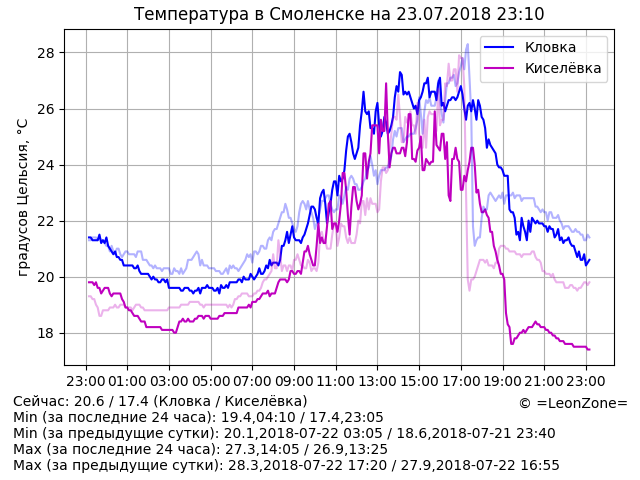 Температура в Смоленске на 23.07.2018 23:10
градусов Цельсия, °C
28
26
24
22
20
18
Кловка
Киселёвка
23:00 01:00 03:00 05:00 07:00 09:00 11:00 13:00 15:00 17:00 19:00 21:00 23:00
Сейчас: 20.6 / 17.4 (Кловка / Киселёвка)
© =LeonZone=
Min (за последние 24 часа): 19.4,04:10 / 17.4,23:05
Min (за предыдущие сутки): 20.1,2018-07-22 03:05 / 18.6,2018-07-21 23:40
Max (за последние 24 часа): 27.3,14:05 / 26.9,13:25
Max (за предыдущие сутки): 28.3,2018-07-22 17:20 / 27.9,2018-07-22 16:55